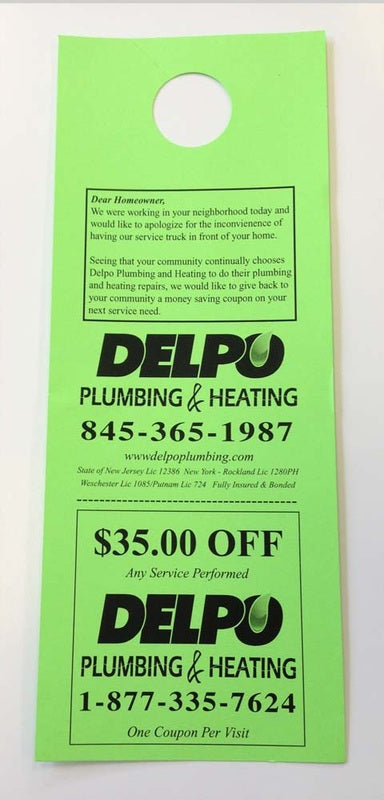 Dear Homeowner,
We were working in your neighborhood today and
would like to apologize for the inconvienence of
having our service truck in front of your home.
Seeing that your community continually chooses
Delpo Plumbing and Heating to do their plumbing
and heating repairs, we would like to give back to
your community a money saving coupon on your
next service need.
DELPO
PLUMBING & HEATING
845-365-1987
www.delpoplumbing.com
State of New Jersey Lic 12386 New York - Rockland Lic 1280PH
Weschester Lic 1085/Putnam Lic 724 Fully Insured & Bonded
$35.00 OFF
Any Service Performed
DELPO
PLUMBING & HEATING
1-877-335-7624
One Coupon Per Visit